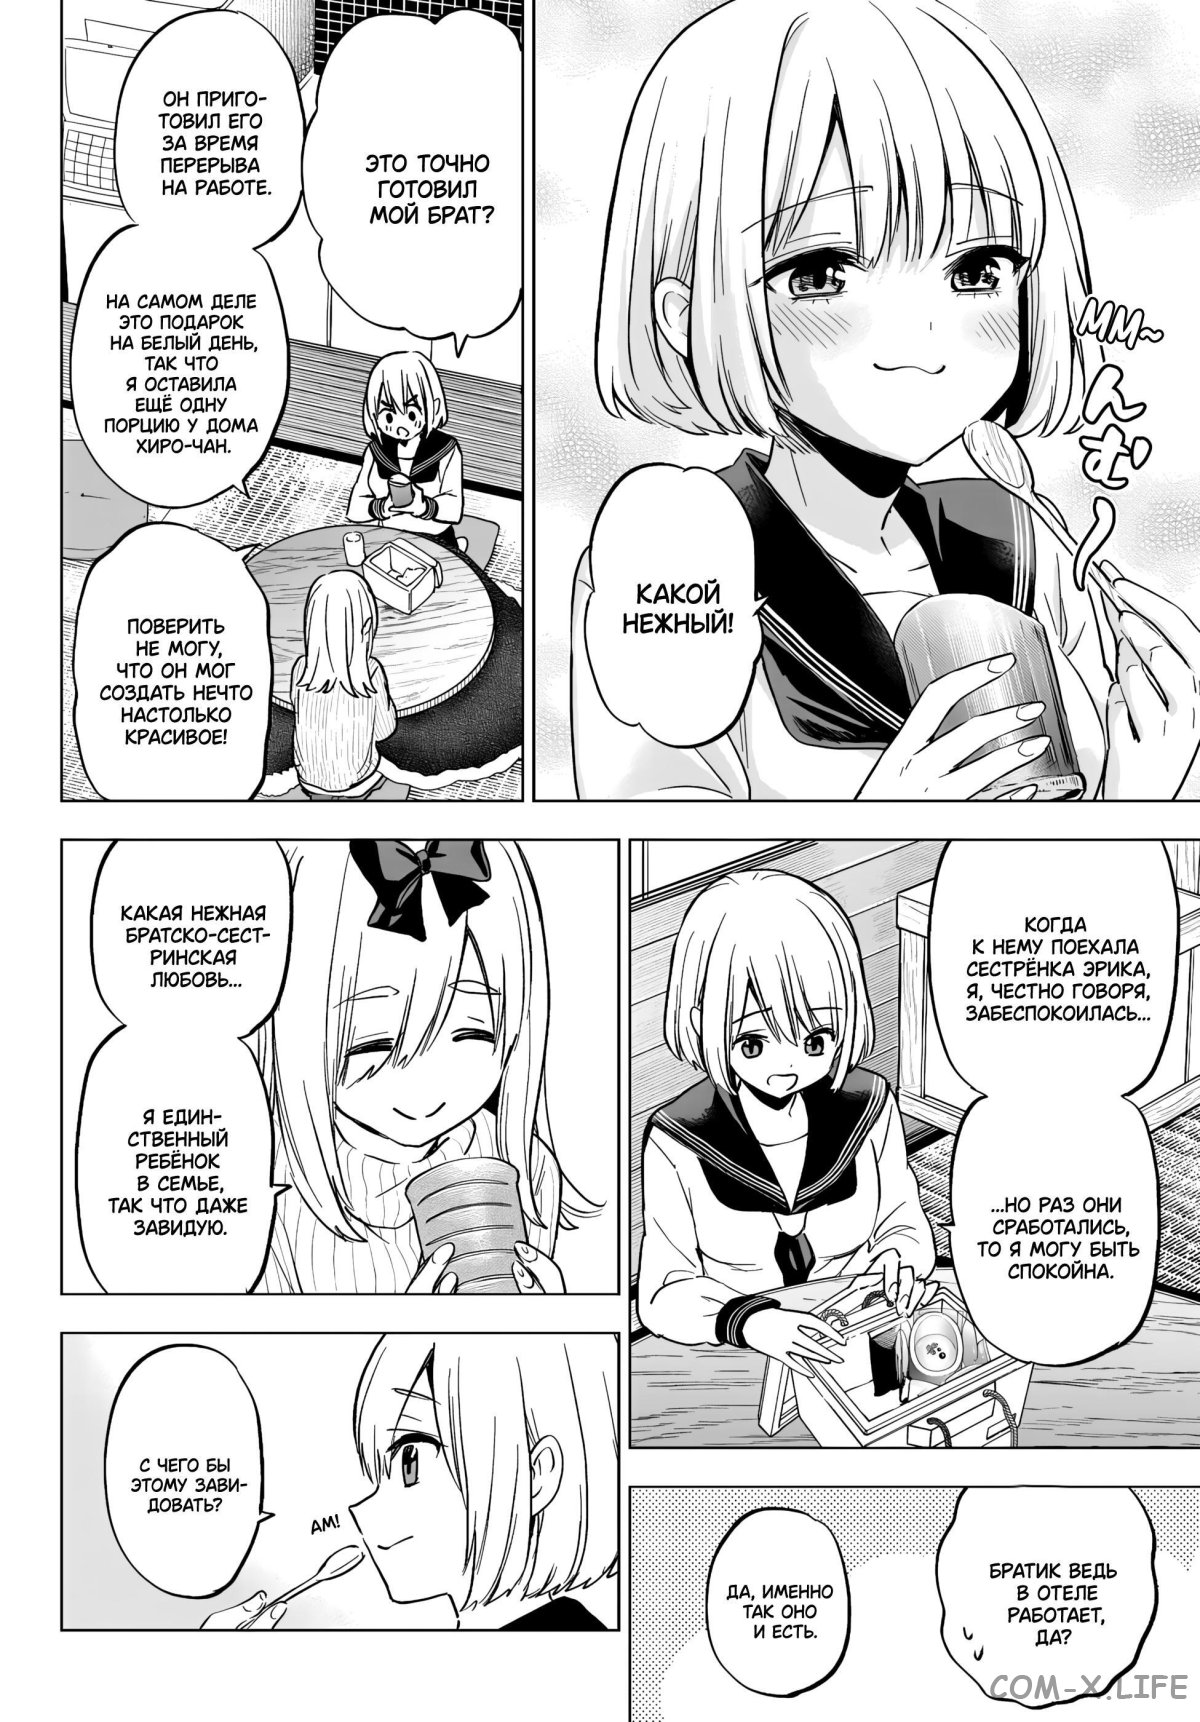 ММ~
んむ〜
КАКОЙ
НЕЖНЫЙ!
ЭТО ТОЧНО
ГОТОВИЛ
МОЙ БРАТ?
ОН ПРИГО-
ТОВИЛ ЕГО
ЗА ВРЕМЯ
ПЕРЕРЫВА
НА РАБОТЕ.
НА САМОМ ДЕЛЕ
ЭТО ПОДАРОК
НА БЕЛЫЙ ДЕНЬ,
ТАК ЧТО
Я ОСТАВИЛА
ЕЩЁ ОДНУ
ПОРЦИЮ У ДОМА
ХИРО-ЧАН.
ПОВЕРИТЬ
НЕ МОГУ,
ЧТО ОН МОГ
СОЗДАТЬ НЕЧТО
НАСТОЛЬКО
КРАСИВОЕ!
КОГДА
К НЕМУ ПОЕХАЛА
СЕСТРЁНКА ЭРИКА,
Я, ЧЕСТНО ГОВОРЯ,
ЗАБЕСПОКОИЛАСЬ...
...НО РАЗ ОНИ
СРАБОТАЛИСЬ,
ТО Я МОГУ БЫТЬ
СПОКОЙНА.
КАКАЯ НЕЖНАЯ
БРАТСКО-СЕСТ-
РИНСКАЯ
ЛЮБОВЬ...
Я ЕДИН-
СТВЕННЫЙ
РЕБЁНОК
В СЕМЬЕ,
ТАК ЧТО ДАЖЕ
ЗАВИДУЮ.
С ЧЕГО БЫ
ЭТОМУ ЗАВИ-
ДОВАТЬ?
АМ!
БРАТИК ВЕДЬ
В ОТЕЛЕ
РАБОТАЕТ,
ДА?
ДА, ИМЕННО
ТАК ОНО
И ЕСТЬ.
COM-X.LIFE